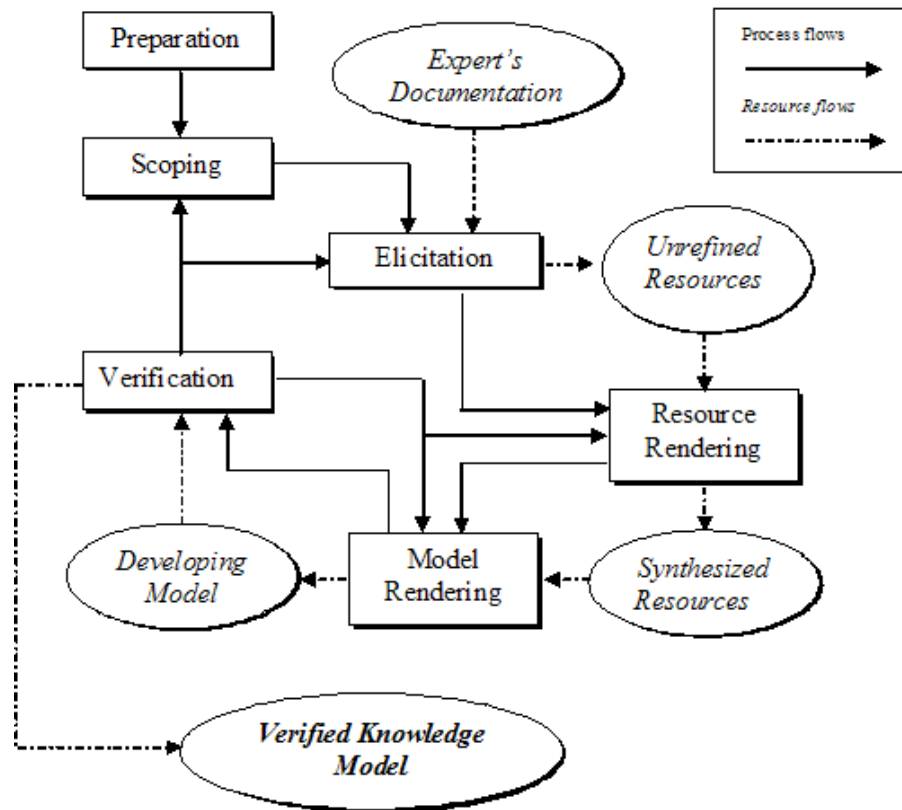 Preparation
Expert's
Documentation
Process flows
Resource flows
Scoping
Elicitation
Unrefined
Resources
Verification
Resource
Rendering
Developing
Model
Model
Rendering
Synthesized
Resources
Verified Knowledge
Model